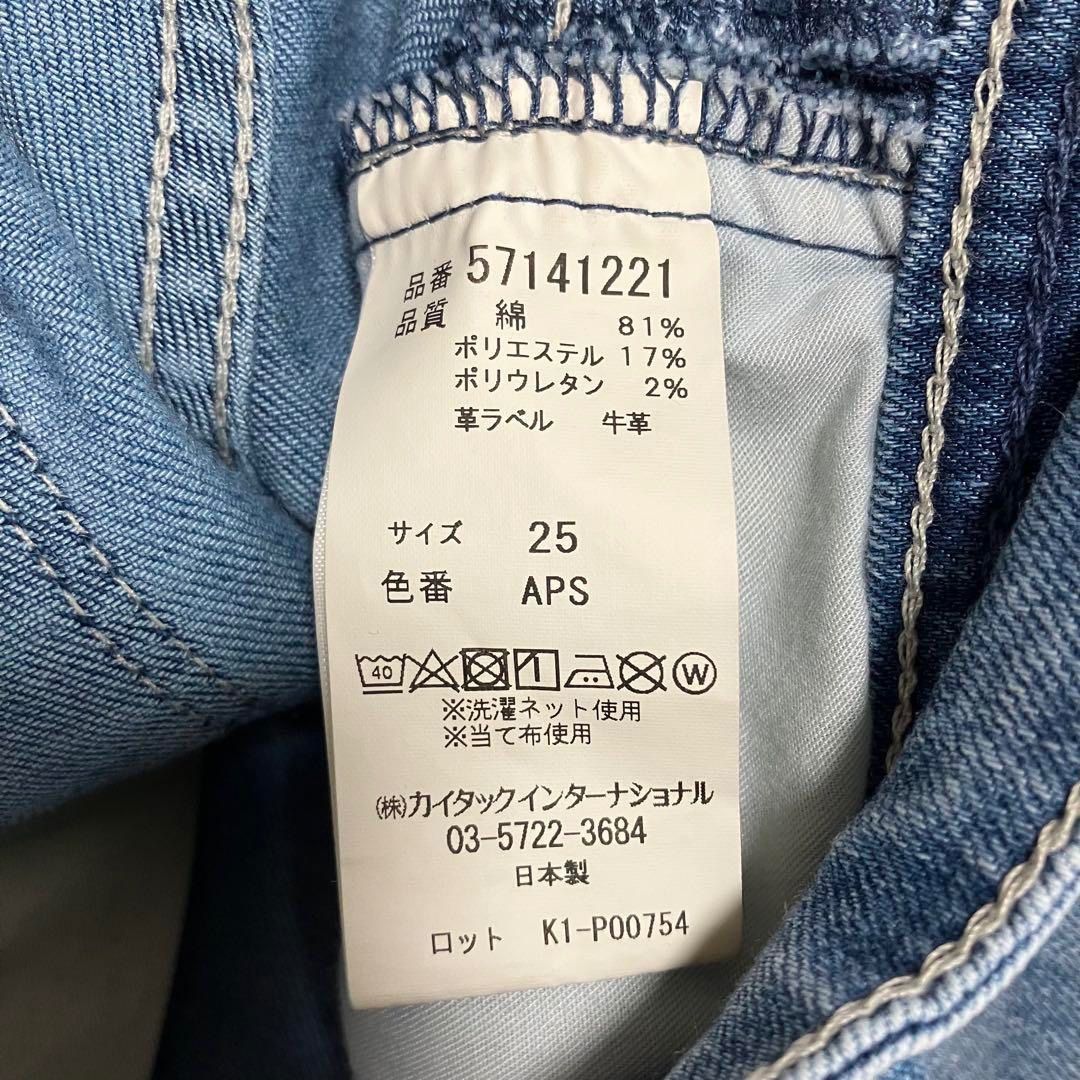 品番 57141221
品質 綿 81%
ポリエステル 17%
ポリウレタン 2%
革ラベル 牛革
サイズ 25
色番 APS
40 W
※洗濯ネット使用
※当て布使用
㈱カイタックインターナショナル
03-5722-3684
日本製
ロット K1-P00754